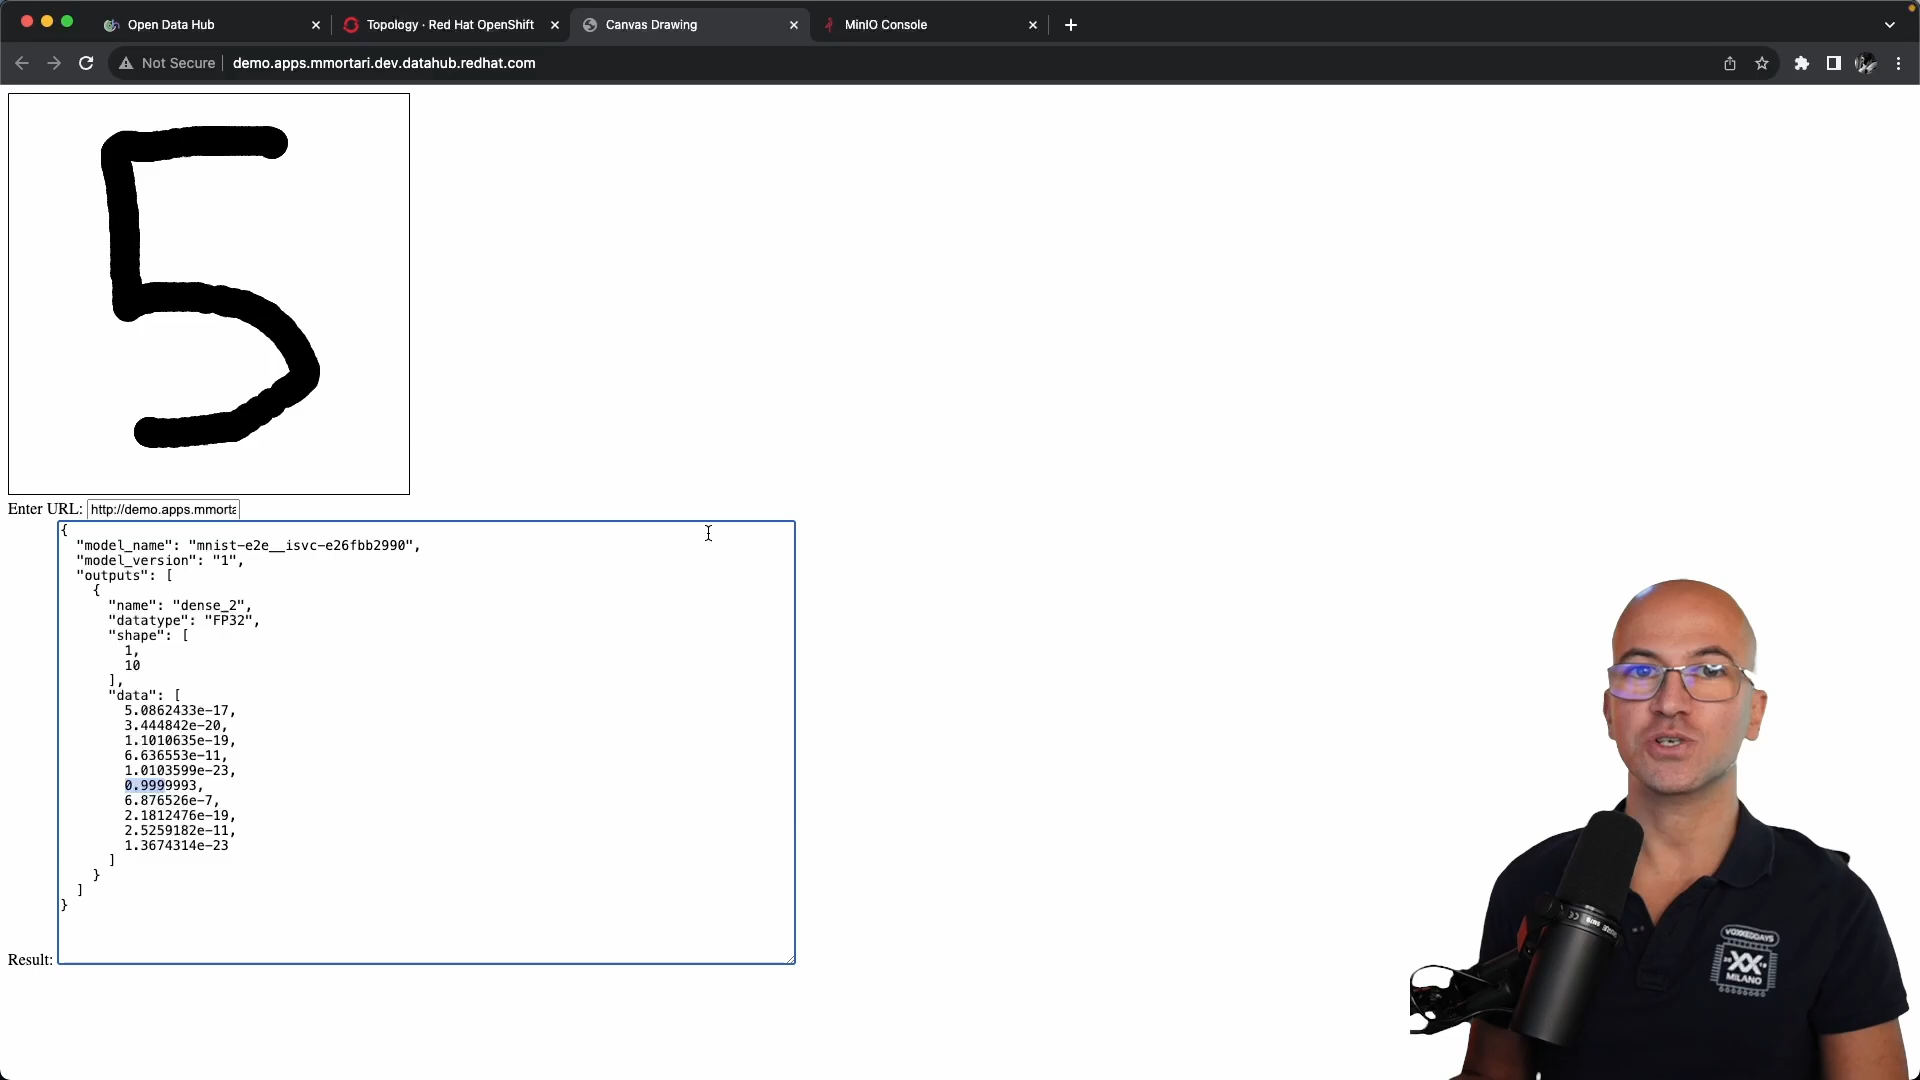 Open Data Hub
Topology · Red Hat OpenShift
Canvas Drawing
MinIO Console
Not Secure
demo.apps.mmortari.dev.datahub.redhat.com
5
Enter URL: http://demo.apps.mmorta
{
"model_name": "mnist-e2e__isvc-e26fbb2990",
"model_version": "1",
"outputs": [
{
"name": "dense_2",
"datatype": "FP32",
"shape": [
1,
10
],
"data": [
5.0862433e-17,
3.444842e-20,
1.1010635e-19,
6.636553e-11,
1.0103599e-23,
0.9999993,
6.876526e-7,
2.1812476e-19,
2.5259182e-11,
1.3674314e-23
]
}
]
}
Result:
VOXXEDDAYS
MILANO